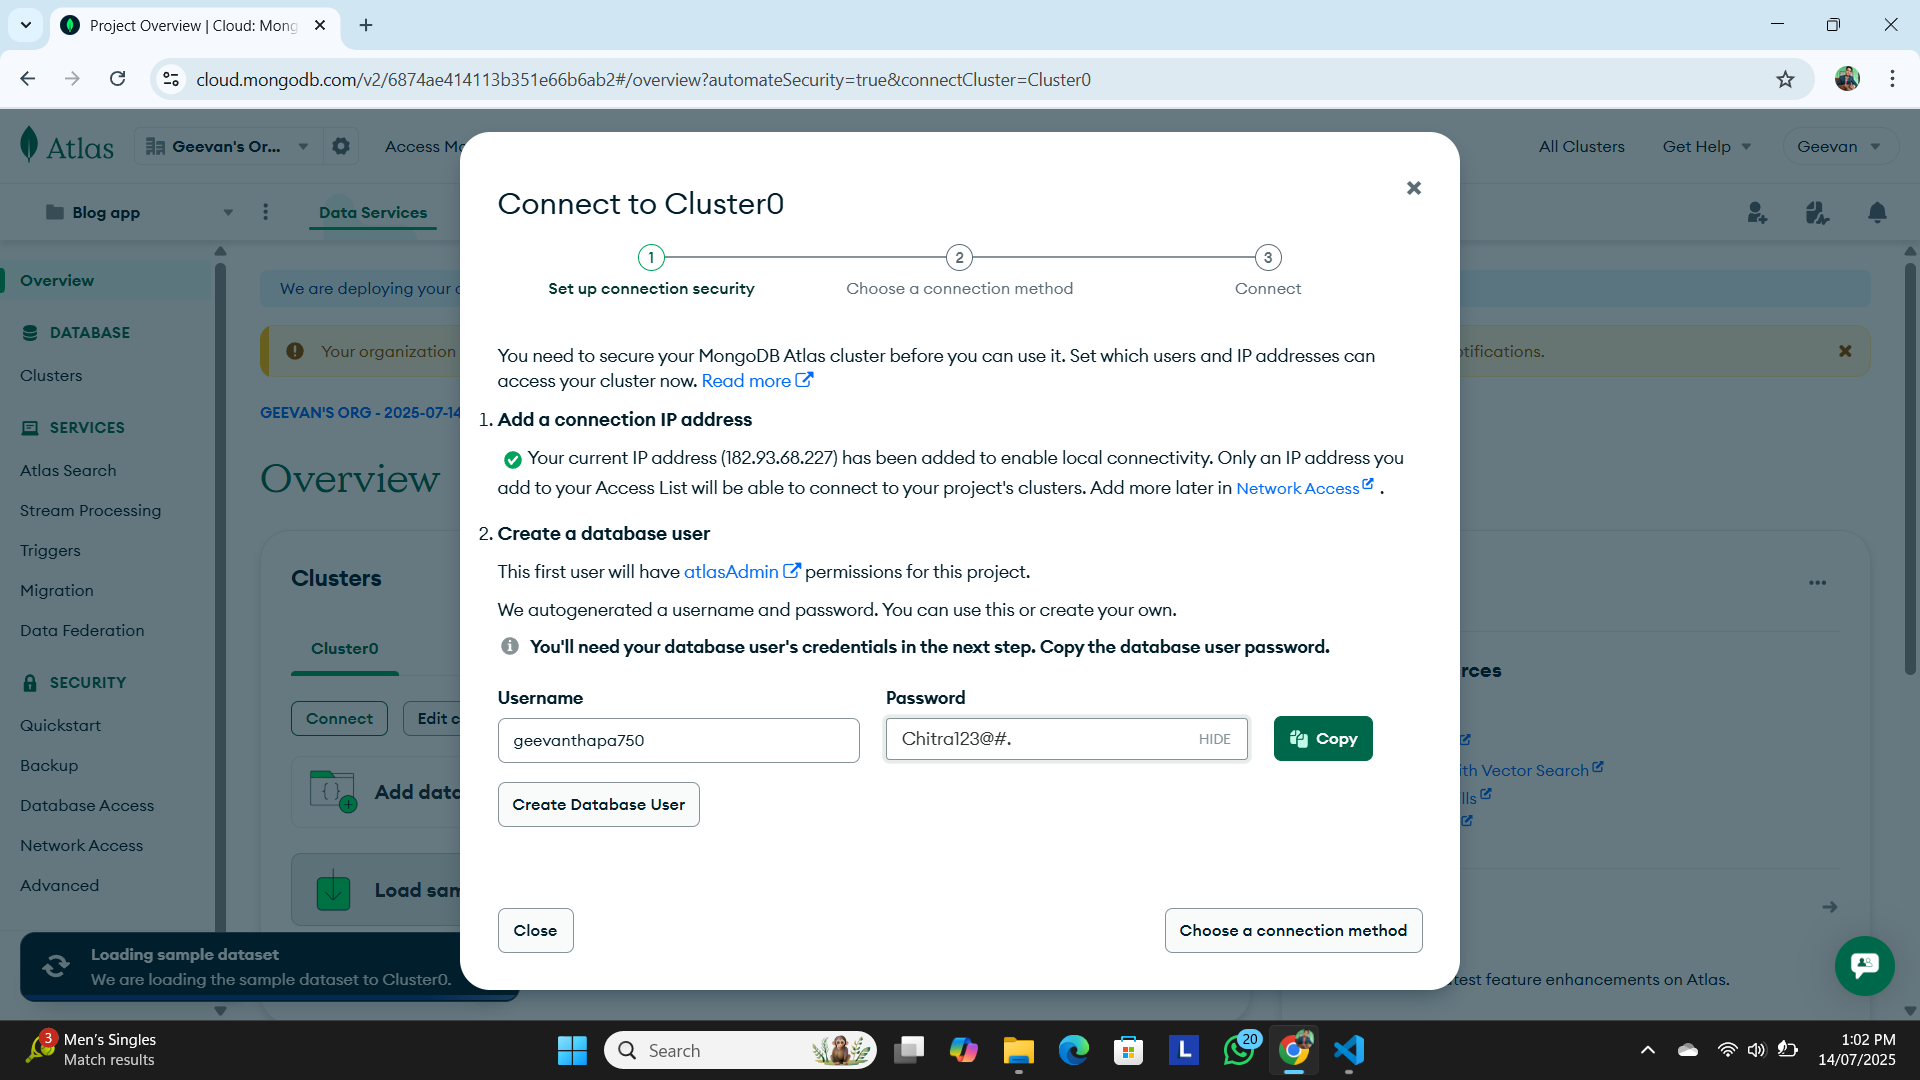 Project Overview | Cloud: Mong
cloud.mongodb.com/v2/6874ae414113b351e66b6ab2#/overview?automateSecurity=true&connectCluster=Cluster0
Atlas
Geevan's Or...
All Clusters
Get Help
Geevan
Blog app
Data Services
Overview
DATABASE
Clusters
SERVICES
Atlas Search
Stream Processing
Triggers
Migration
Data Federation
SECURITY
Quickstart
Backup
Database Access
Network Access
Advanced
We are deploying your
Your organization
otifications.
GEEVAN'S ORG - 2025-07-14
Overview
Clusters
Cluster0
Connect
Edit c
Add data
Load sam
Connect to Cluster0
1
2
3
Set up connection security
Choose a connection method
Connect
You need to secure your MongoDB Atlas cluster before you can use it. Set which users and IP addresses can
access your cluster now. Read more
1. Add a connection IP address
Your current IP address (182.93.68.227) has been added to enable local connectivity. Only an IP address you
add to your Access List will be able to connect to your project's clusters. Add more later in Network Access .
2. Create a database user
This first user will have atlasAdmin permissions for this project.
We autogenerated a username and password. You can use this or create your own.
You'll need your database user's credentials in the next step. Copy the database user password.
Username
Password
geevanthapa750
Chitra123@#.
HIDE
Copy
Create Database User
Close
Choose a connection method
rces
ith Vector Search
lls
test feature enhancements on Atlas.
Loading sample dataset
We are loading the sample dataset to Cluster0.
3
Men's Singles
Match results
Search
L
20
1:02 PM
14/07/2025